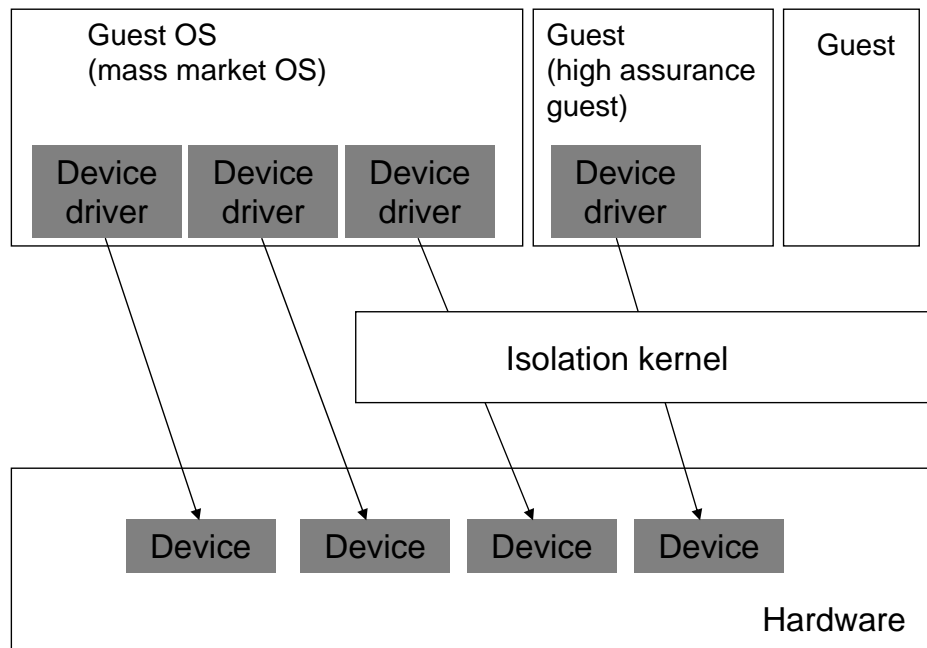 Guest OS
(mass market OS)
Guest
(high assurance
guest)
Guest
Device
driver
Device
driver
Device
driver
Device
driver
Isolation kernel
Device
Device
Device
Device
Hardware